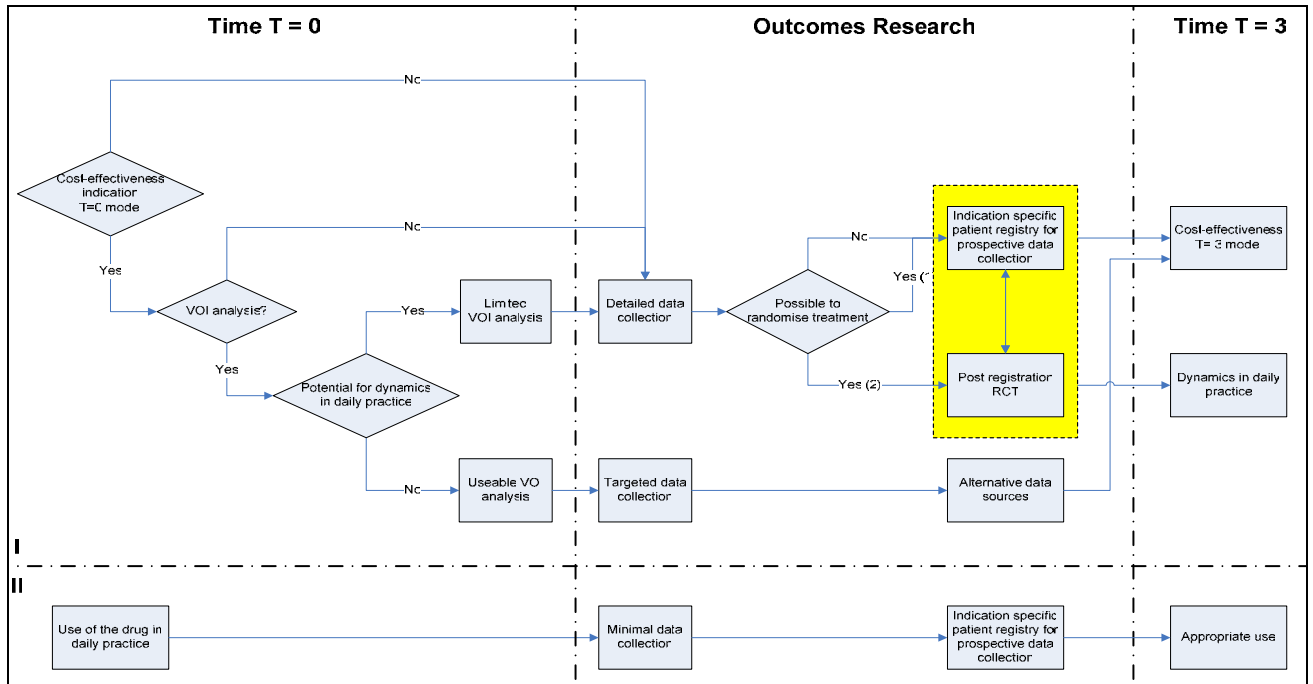 Time T = 0
Outcomes Research
Time T = 3
No
Cost-effectiveness
indication
T=0 mode
No
Yes
VOI analysis?
Yes
Potential for dynamics
in daily practice
Yes
Limited
VOI analysis
Detailed data
collection
Possible to
randomise treatment
No
Yes (1
Yes (2)
Indication specific
patient registry for
prospective data
collection
Post registration
RCT
Cost-effectiveness
T= 3 mode
Dynamics in daily
practice
No
Useable VO
analysis
Targeted data
collection
Alternative data
sources
I
II
Use of the drug in
daily practice
Minimal data
collection
Indication specific
patient registry for
prospective data
collection
Appropriate use